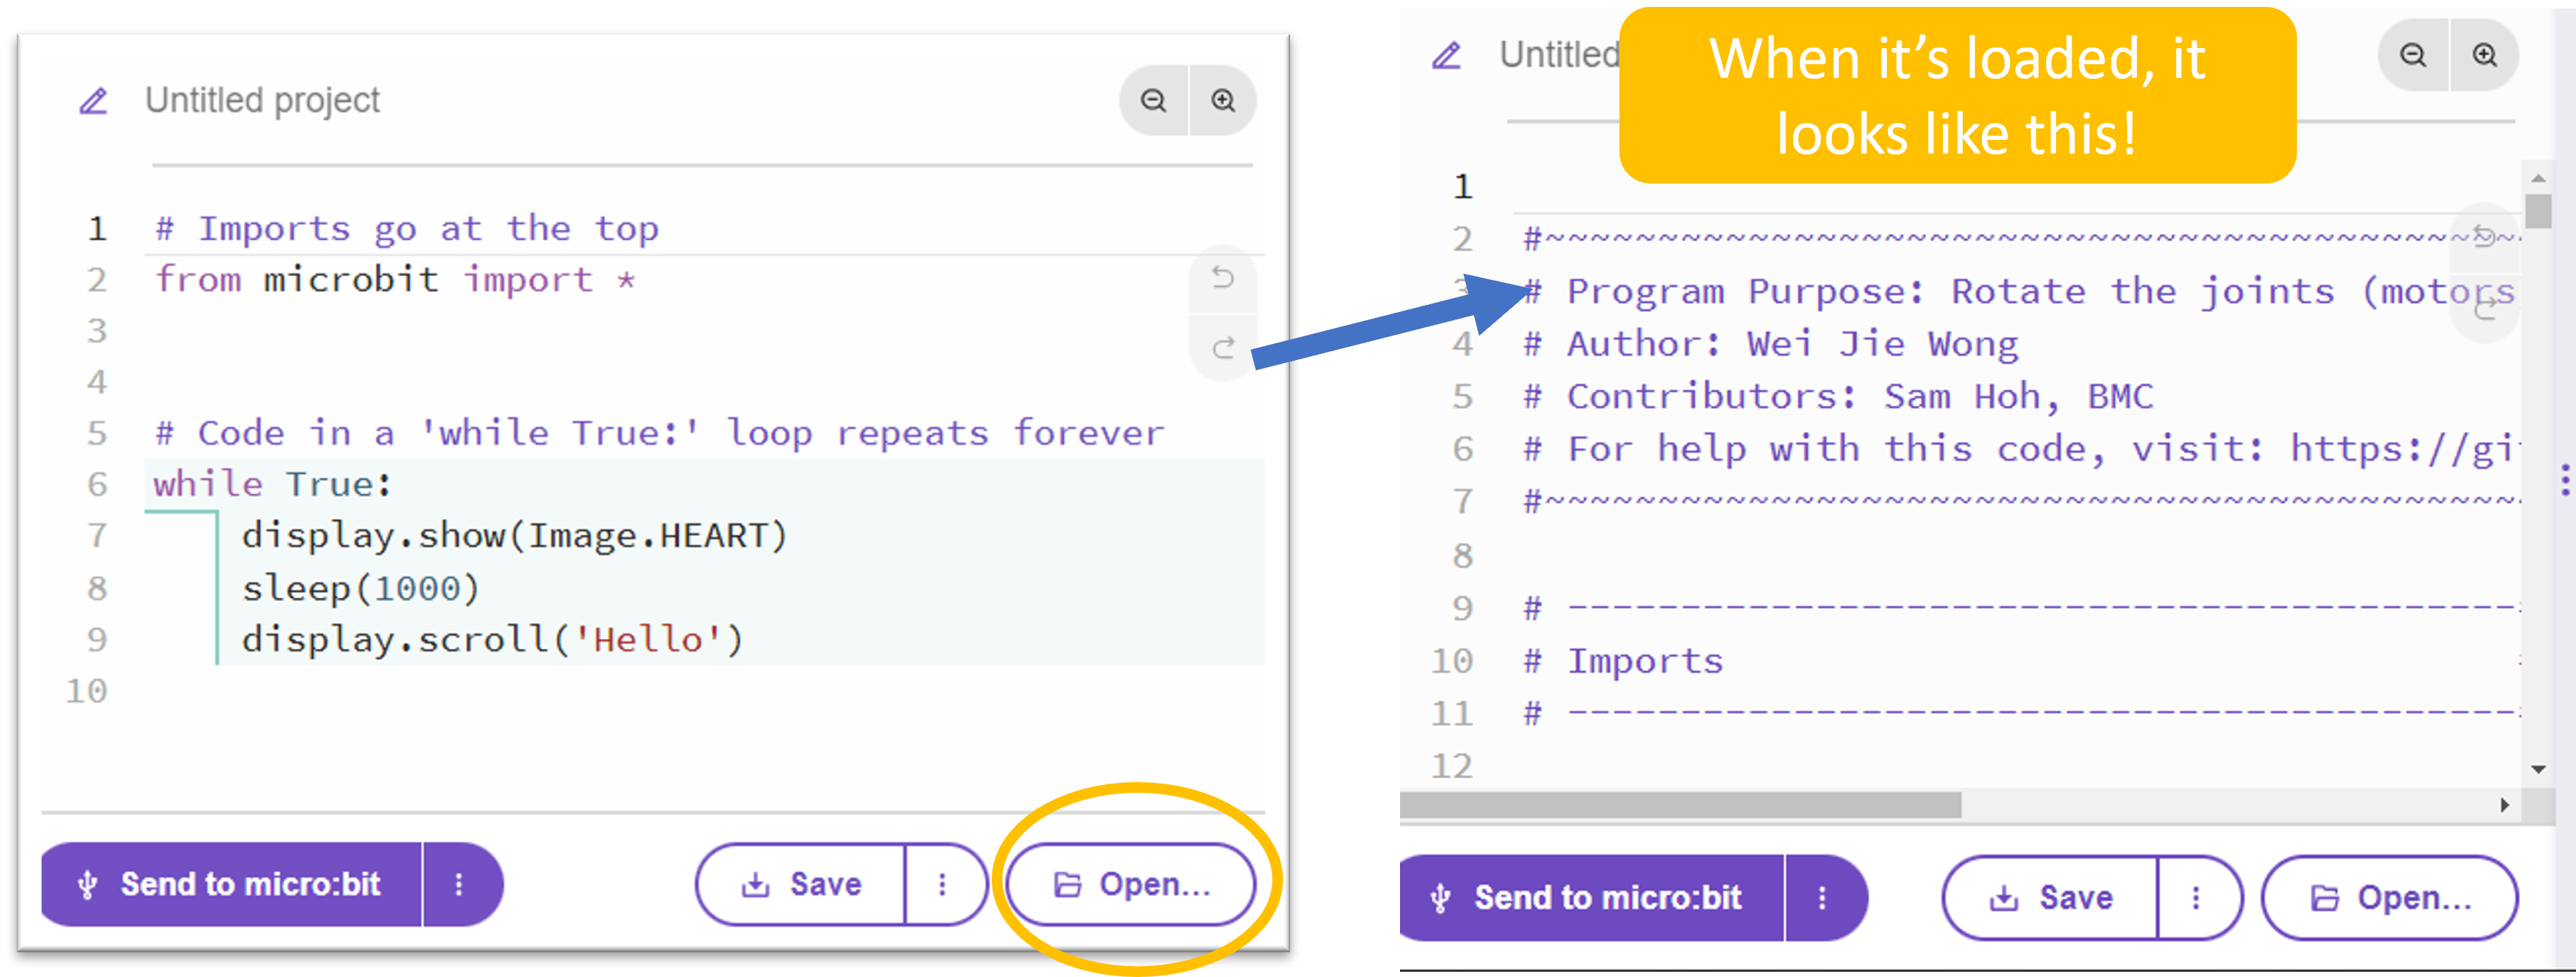 Untitled project
1 # Imports go at the top
2 from microbit import *
3
4
5 # Code in a 'while True:' loop repeats forever
6 while True:
7 display.show(Image.HEART)
8 sleep(1000)
9 display.scroll('Hello')
10
Send to micro:bit
Save
Open...
When it's loaded, it
looks like this!
Untitled
1
2 #~~~~~~~~~~~~~~~~~~~~~~~~~~~~~~~~~~~~~~~~~~~~
3 # Program Purpose: Rotate the joints (motors
4 # Author: Wei Jie Wong
5 # Contributors: Sam Hoh, BMC
6 # For help with this code, visit: https://gi
7 #~~~~~~~~~~~~~~~~~~~~~~~~~~~~~~~~~~~~~~~~~~~~
8
9 # ------------------------------------------
10 # Imports
11 # ------------------------------------------
12
Send to micro:bit
Save
Open...